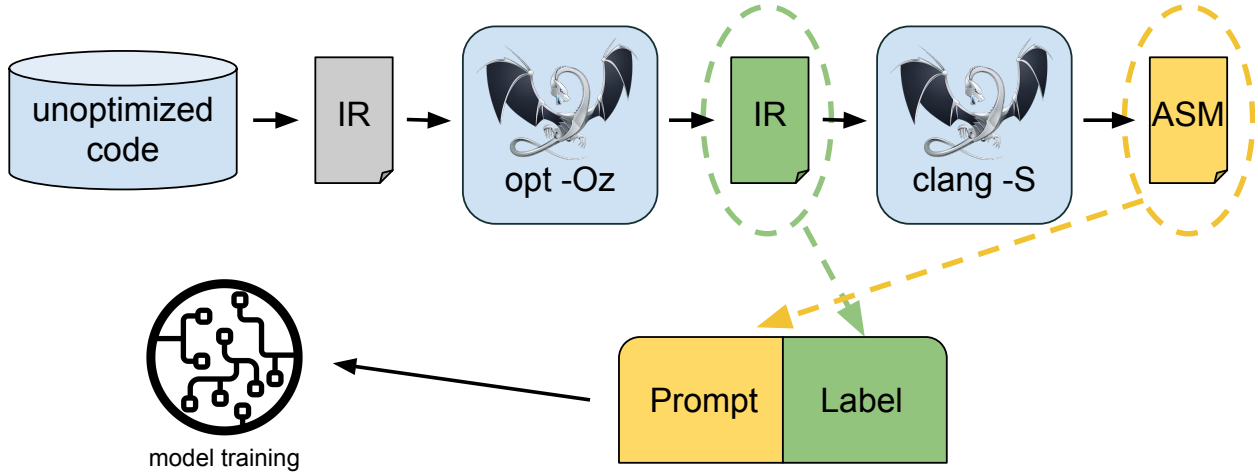 unoptimized
code
IR
opt -Oz
IR
clang -S
ASM
Prompt
Label
model training